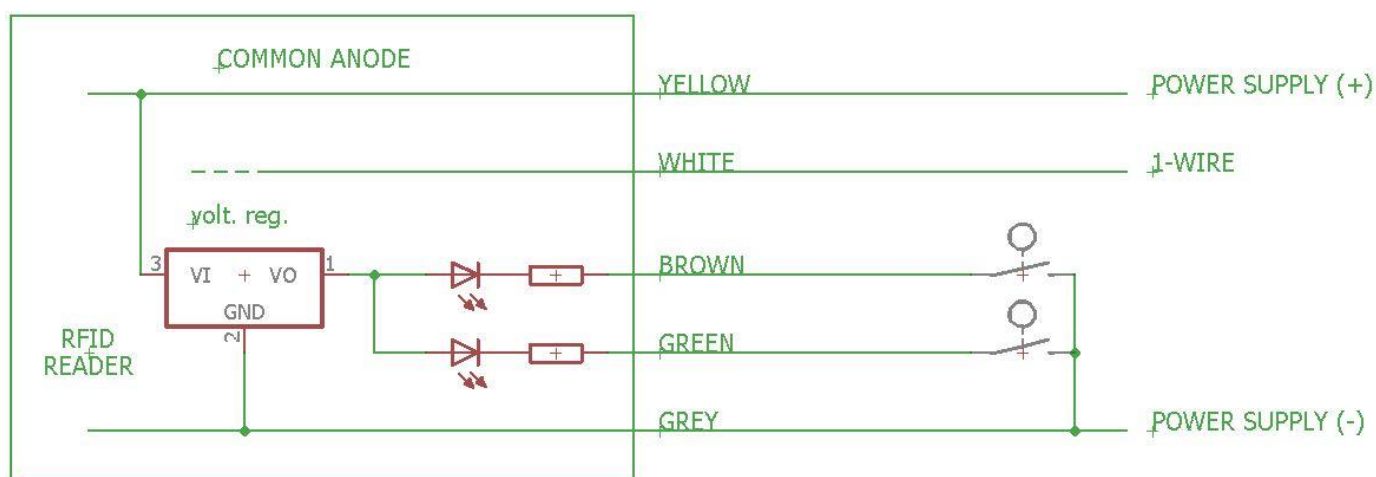 COMMON ANODE
YELLOW
POWER SUPPLY (+)
WHITE
1-WIRE
volt. reg.
3
VI
VO
1
BROWN
GND
2
RFID
READER
GREEN
GREY
POWER SUPPLY (-)